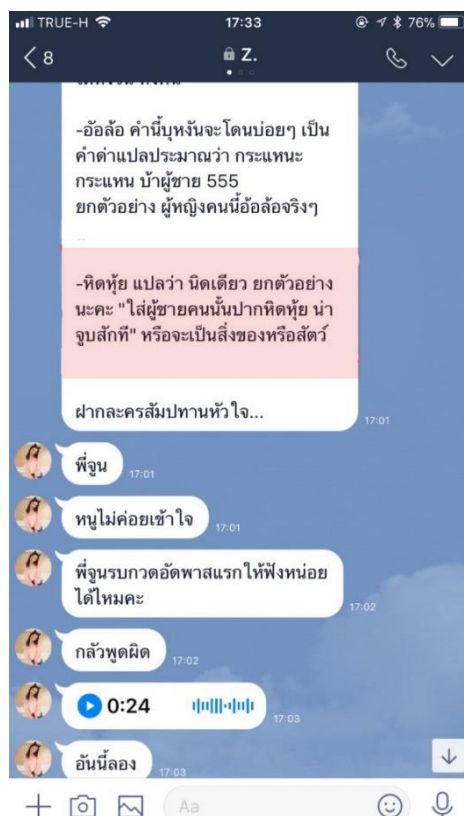 TRUE-H
17:33
76%
8
Z.
-อัอล้อ คำนี้บุหงันจะโดนบ่อยๆ เป็น
คำด่าแปลประมาณว่า กระแหนะ
กระแหน บ้าผู้ชาย 555
ยกตัวอย่าง ผู้หญิงคนนี้อ้อล้อจริงๆ
-หิดหุ้ย แปลว่า นิดเดียว ยกตัวอย่าง
นะคะ "ใส่ผู้ชายคนนั้นปากหิดหุ้ย น่า
จูบสักที" หรือจะเป็นสิ่งของหรือสัตว์
ฝากละครสัมปทานหัวใจ...
17:01
พี่จูน
17:01
หนูไม่ค่อยเข้าใจ
17:01
พี่จูนรบกวดอัดพาสแรกให้ฟังหน่อย
ได้ไหมคะ
17:02
กลัวพูดผิด
17:02
0:24
17:03
อันนี้ลอง
17:03
Aa